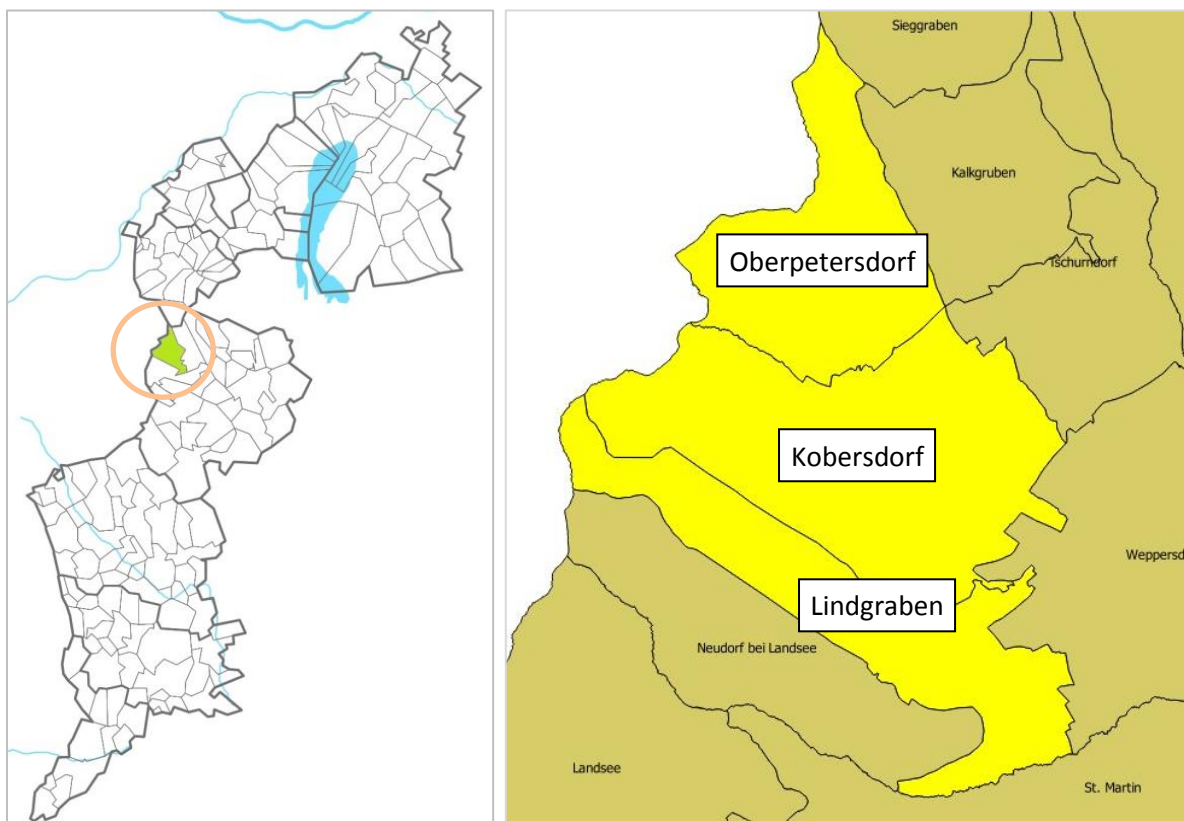 Sieggraben
Kalkgruben
Oberpetersdorf
Tschurndorf
Kobersdorf
Weppersd
Lindgraben
Neudorf bei Landsee
Landsee
St. Martin